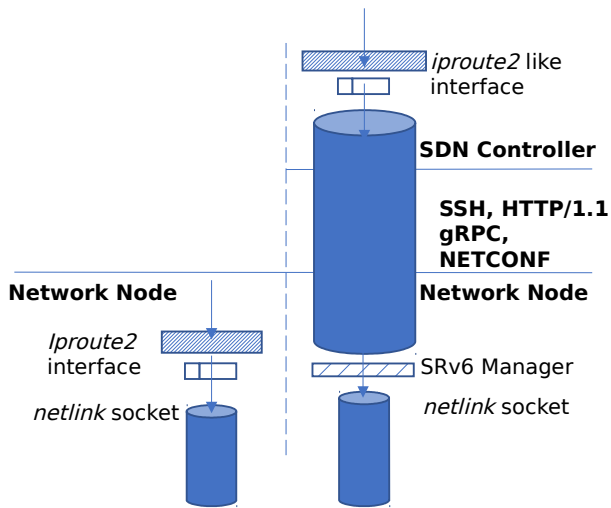 iproute2 like
interface
SDN Controller
SSH, HTTP/1.1
gRPC,
NETCONF
Network Node
Network Node
Iproute2
interface
SRv6 Manager
netlink socket
netlink socket